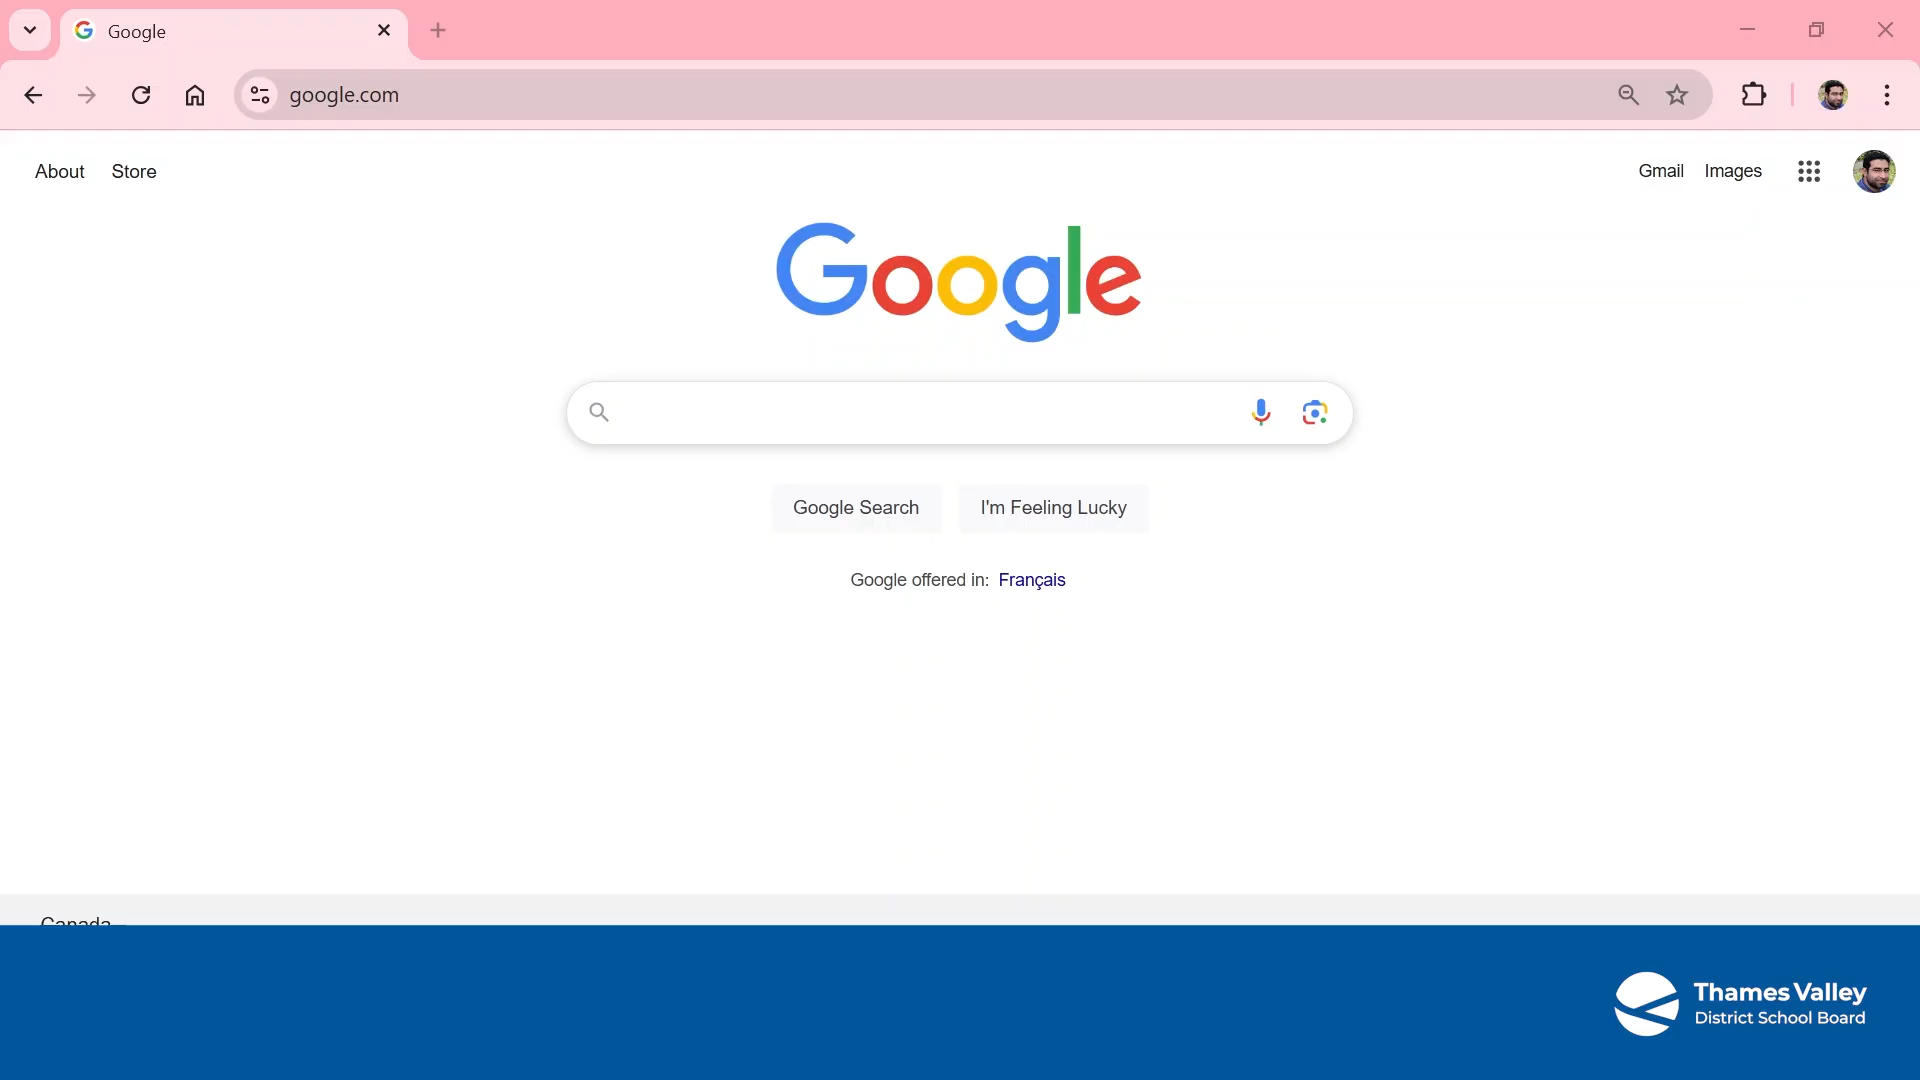 Google
google.com
About Store
Gmail Images
Google
Google Search I'm Feeling Lucky
Google offered in: Français
Canada
Thames Valley
District School Board